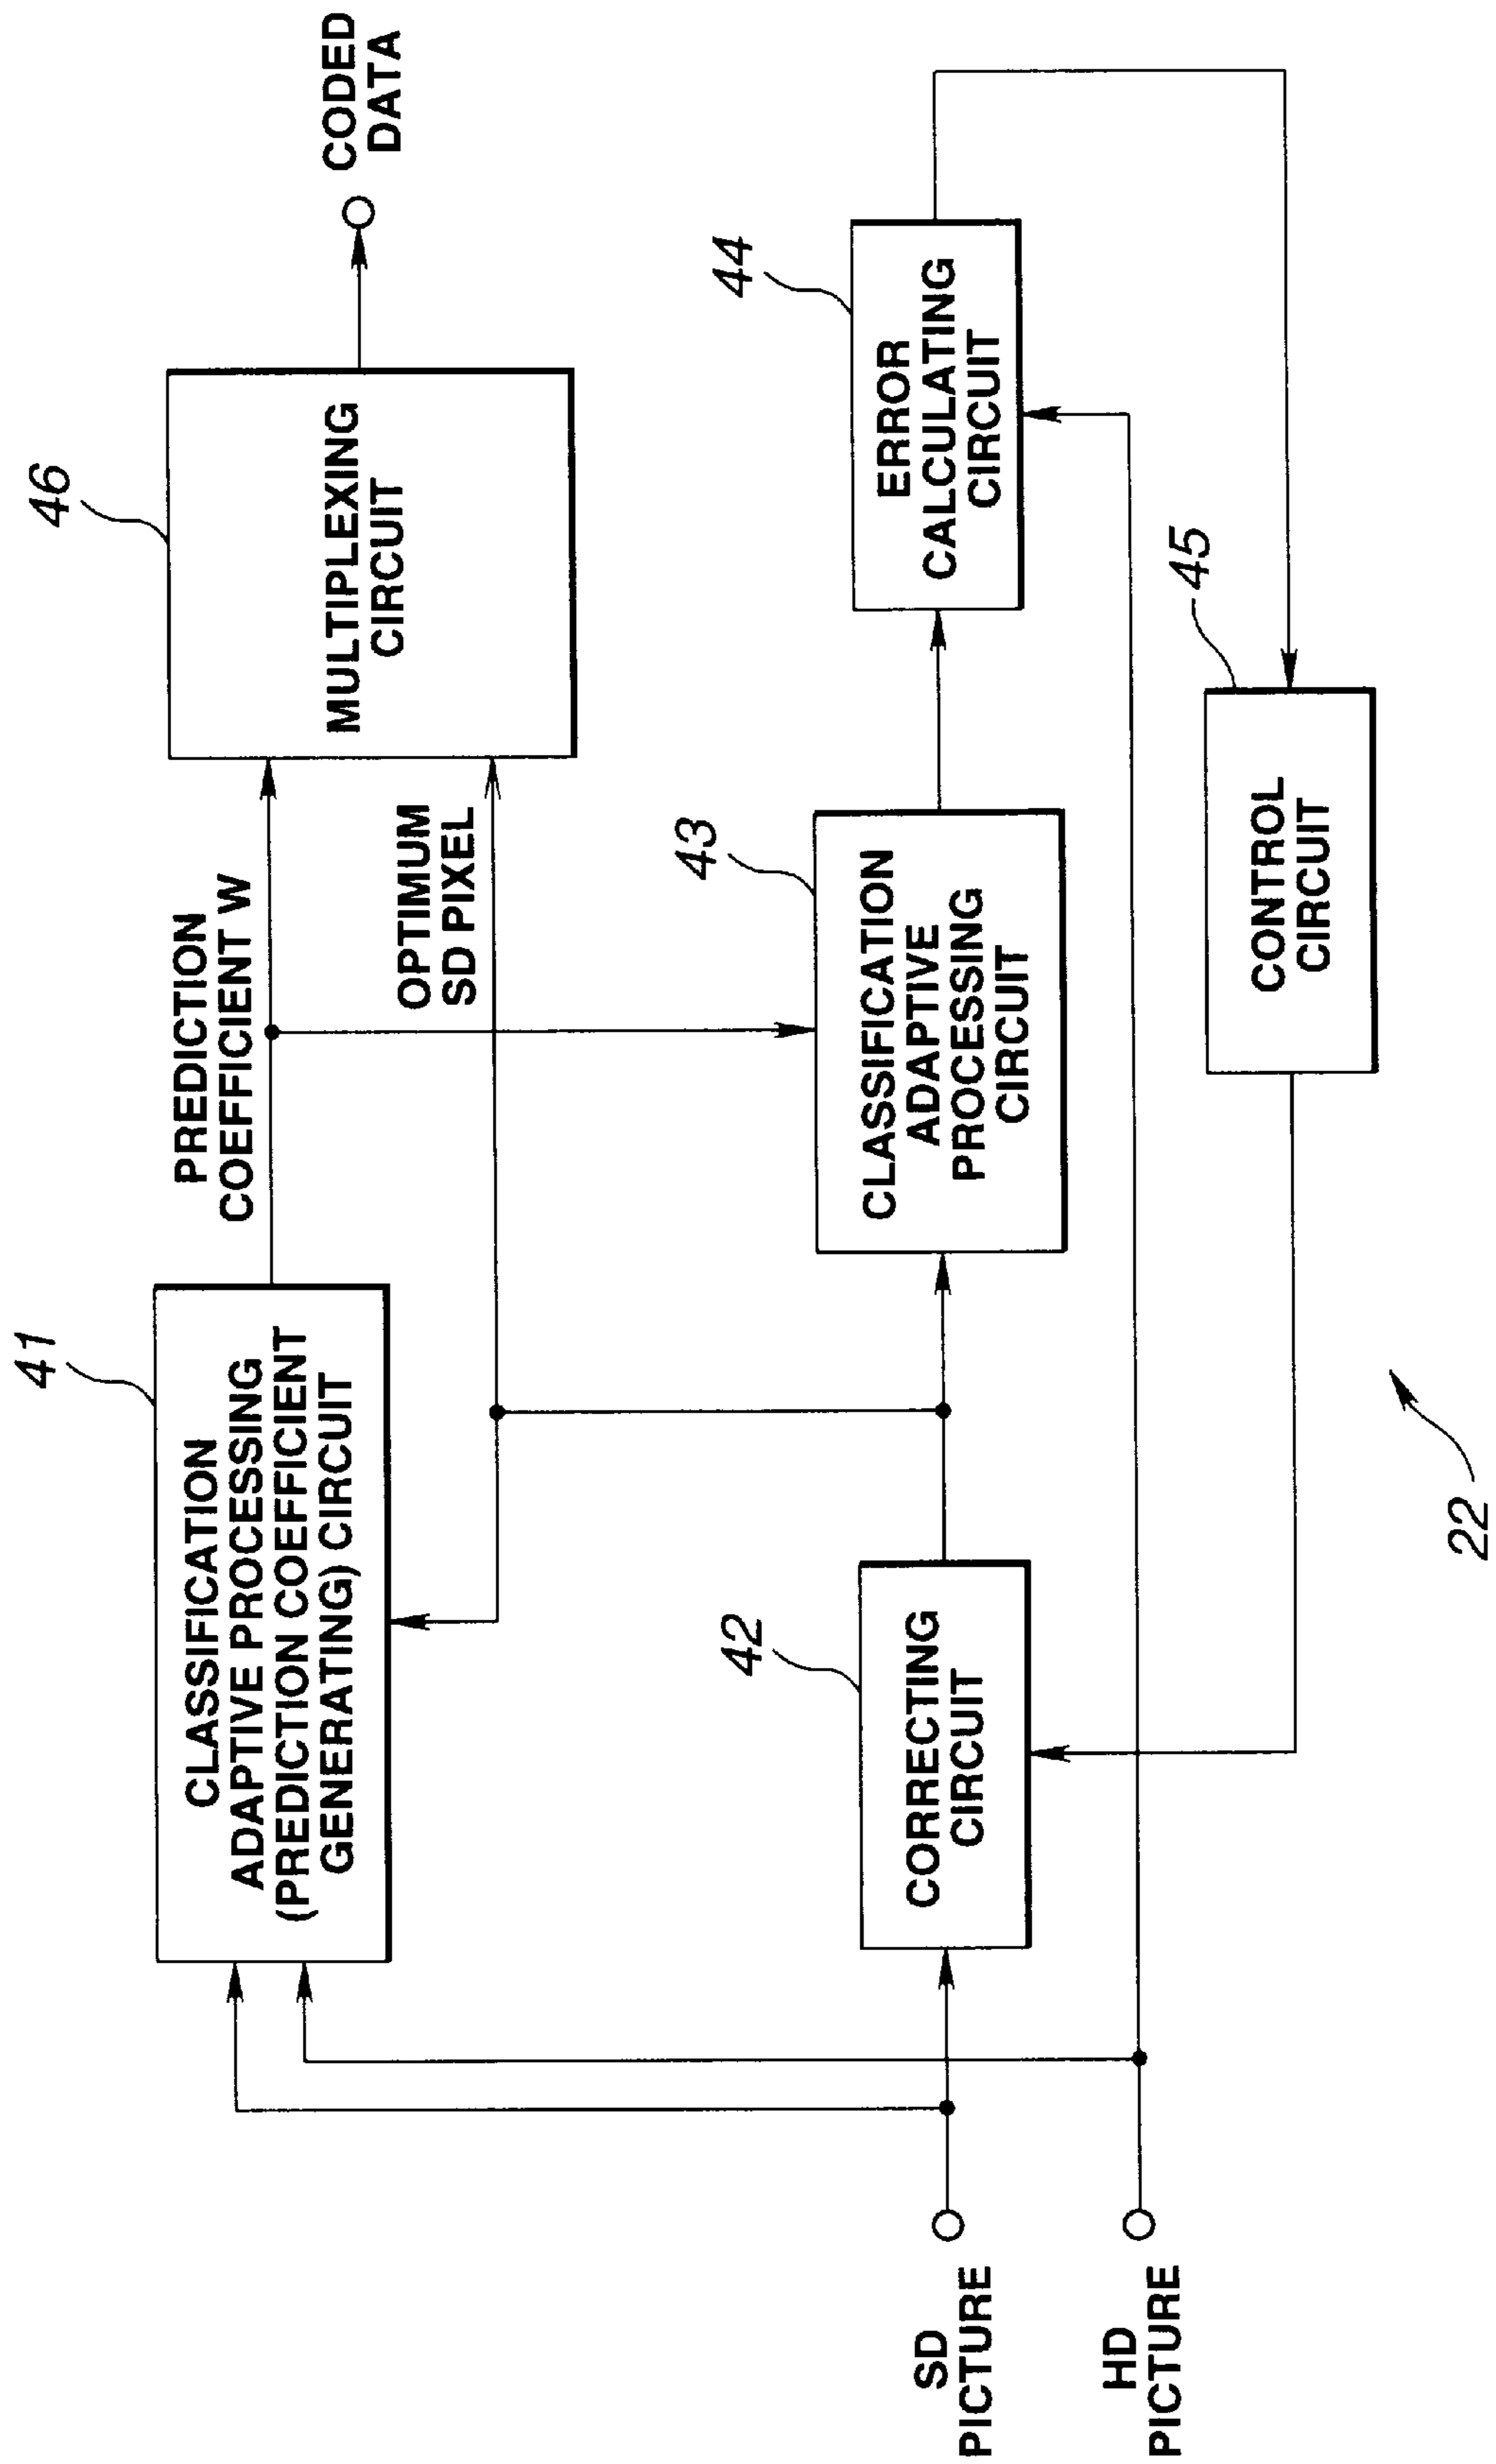 41
CLASSIFICATION
ADAPTIVE PROCESSING
(PREDICTION COEFFICIENT
GENERATING) CIRCUIT
PREDICTION
COEFFICIENT W
46
MULTIPLEXING
CIRCUIT
CODED
DATA
OPTIMUM
SD PIXEL
42
CORRECTING
CIRCUIT
43
CLASSIFICATION
ADAPTIVE
PROCESSING
CIRCUIT
44
ERROR
CALCULATING
CIRCUIT
SD
PICTURE
HD
PICTURE
45
CONTROL
CIRCUIT
22